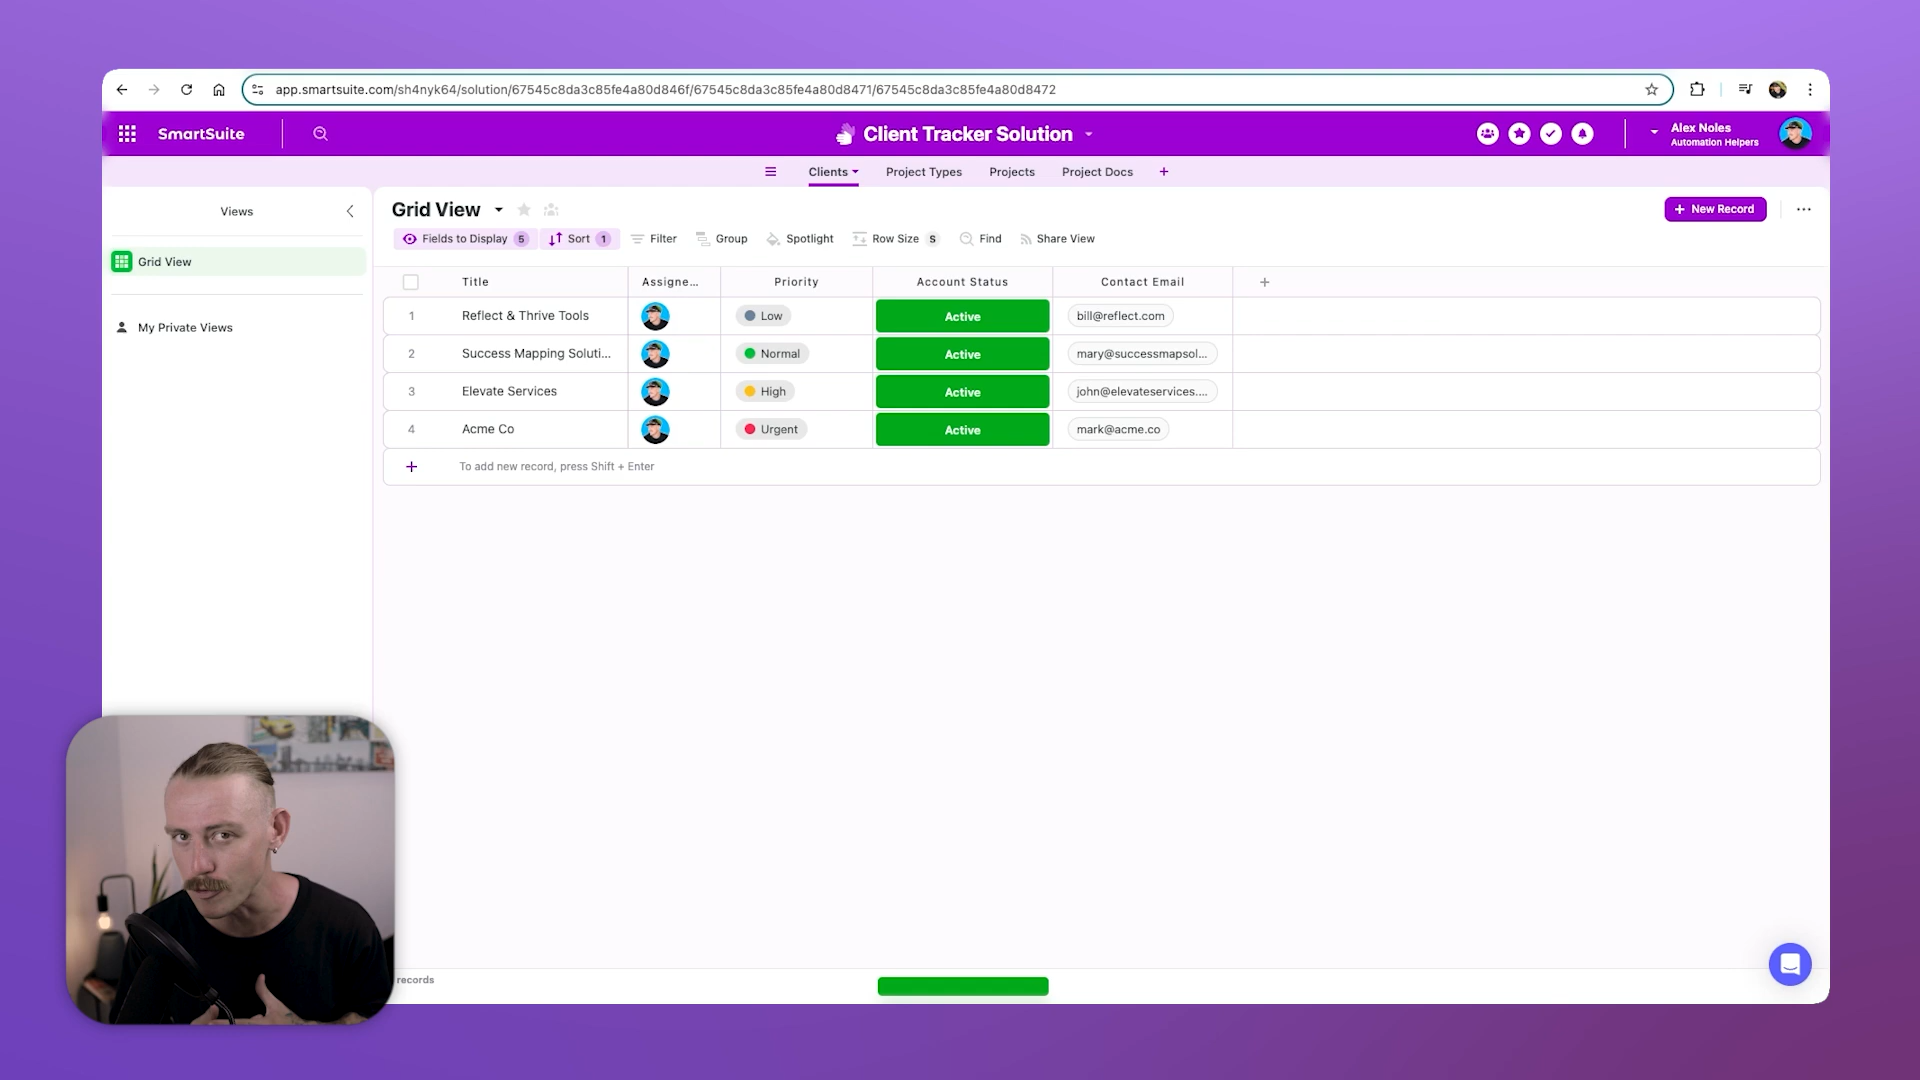 app.smartsuite.com/sh4nyk64/solution/67545c8da3c85fe4a80d846f/67545c8da3c85fe4a80d8471/67545c8da3c85fe4a80d8472
SmartSuite
Client Tracker Solution
Alex Noles
Automation Helpers
Clients
Project Types
Projects
Project Docs
Views
Grid View
My Private Views
Grid View
New Record
Fields to Display 5
Sort 1
Filter
Group
Spotlight
Row Size S
Find
Share View
Title
Assigne...
Priority
Account Status
Contact Email
1 Reflect & Thrive Tools Low Active bill@reflect.com
2 Success Mapping Soluti... Normal Active mary@successmapsol...
3 Elevate Services High Active john@elevateservices....
4 Acme Co Urgent Active mark@acme.co
To add new record, press Shift + Enter
records